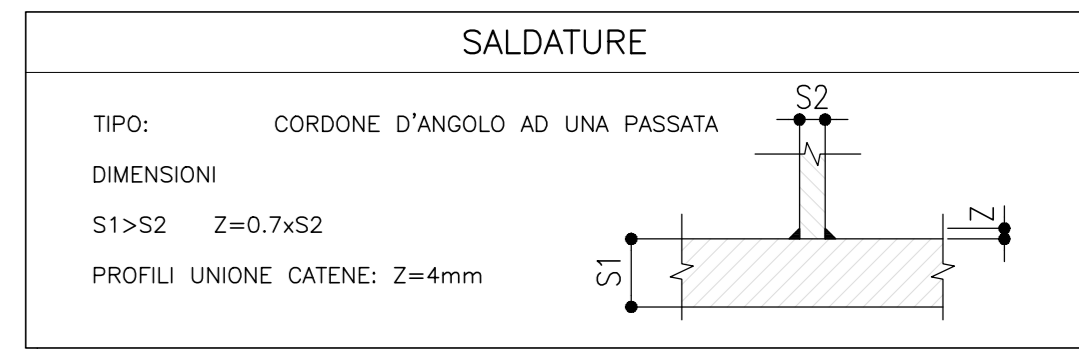 SALDATURE
TIPO: CORDONE D'ANGOLO AD UNA PASSATA
DIMENSIONI
S1>S2 Z=0.7xS2
PROFILI UNIONE CATENE: Z=4mm
S2
S1
Z